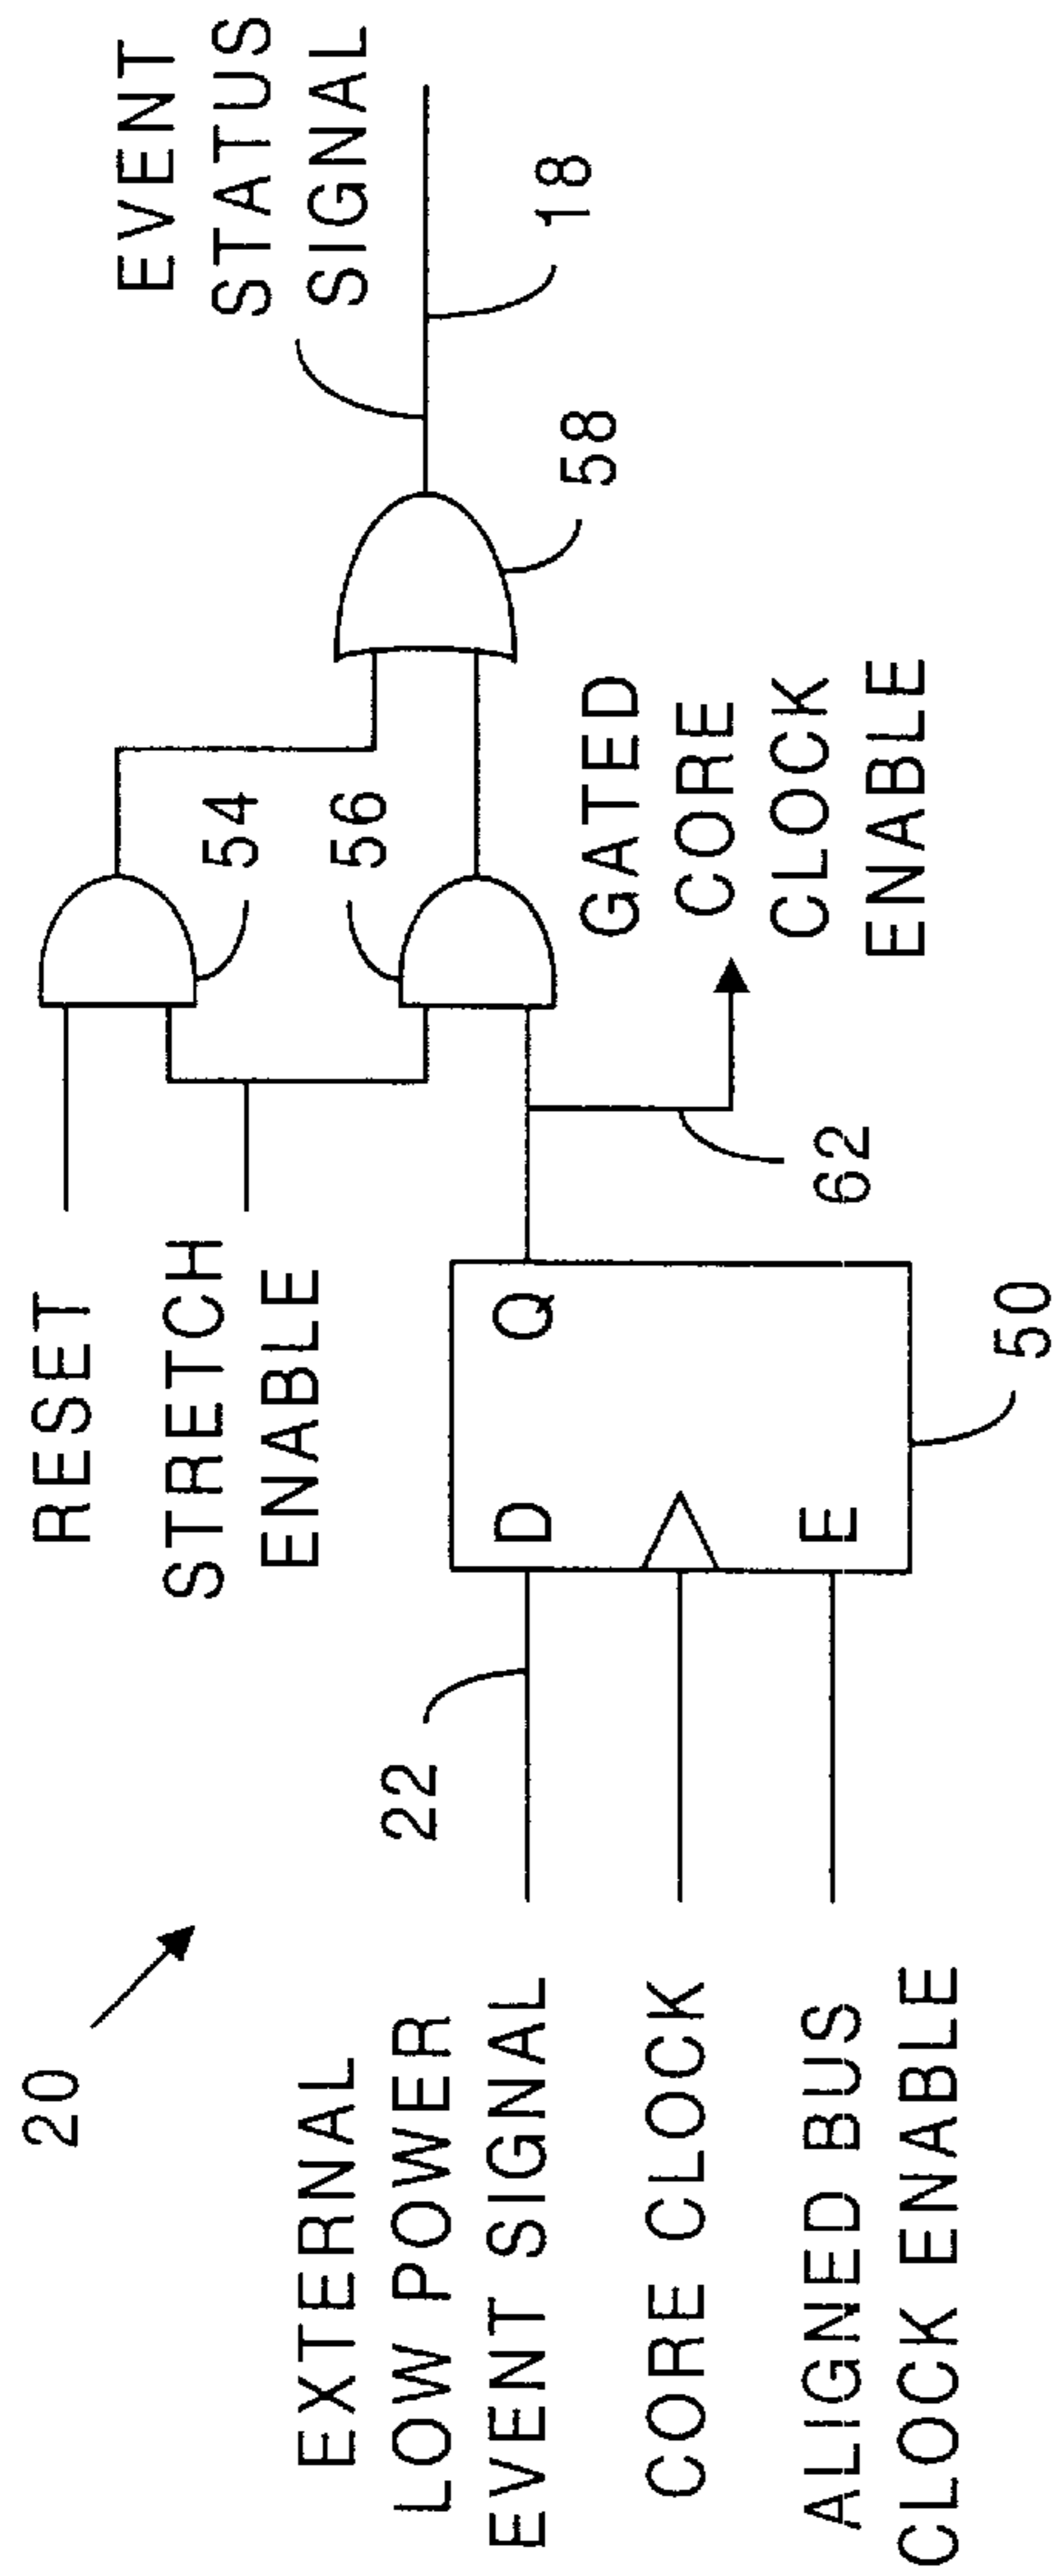 20
EXTERNAL
LOW POWER
EVENT SIGNAL
CORE CLOCK
ALIGNED BUS
CLOCK ENABLE
22
RESET
STRETCH
ENABLE
D
Q
E
50
62
54
56
GATED
CORE
CLOCK
ENABLE
58
18
EVENT
STATUS
SIGNAL